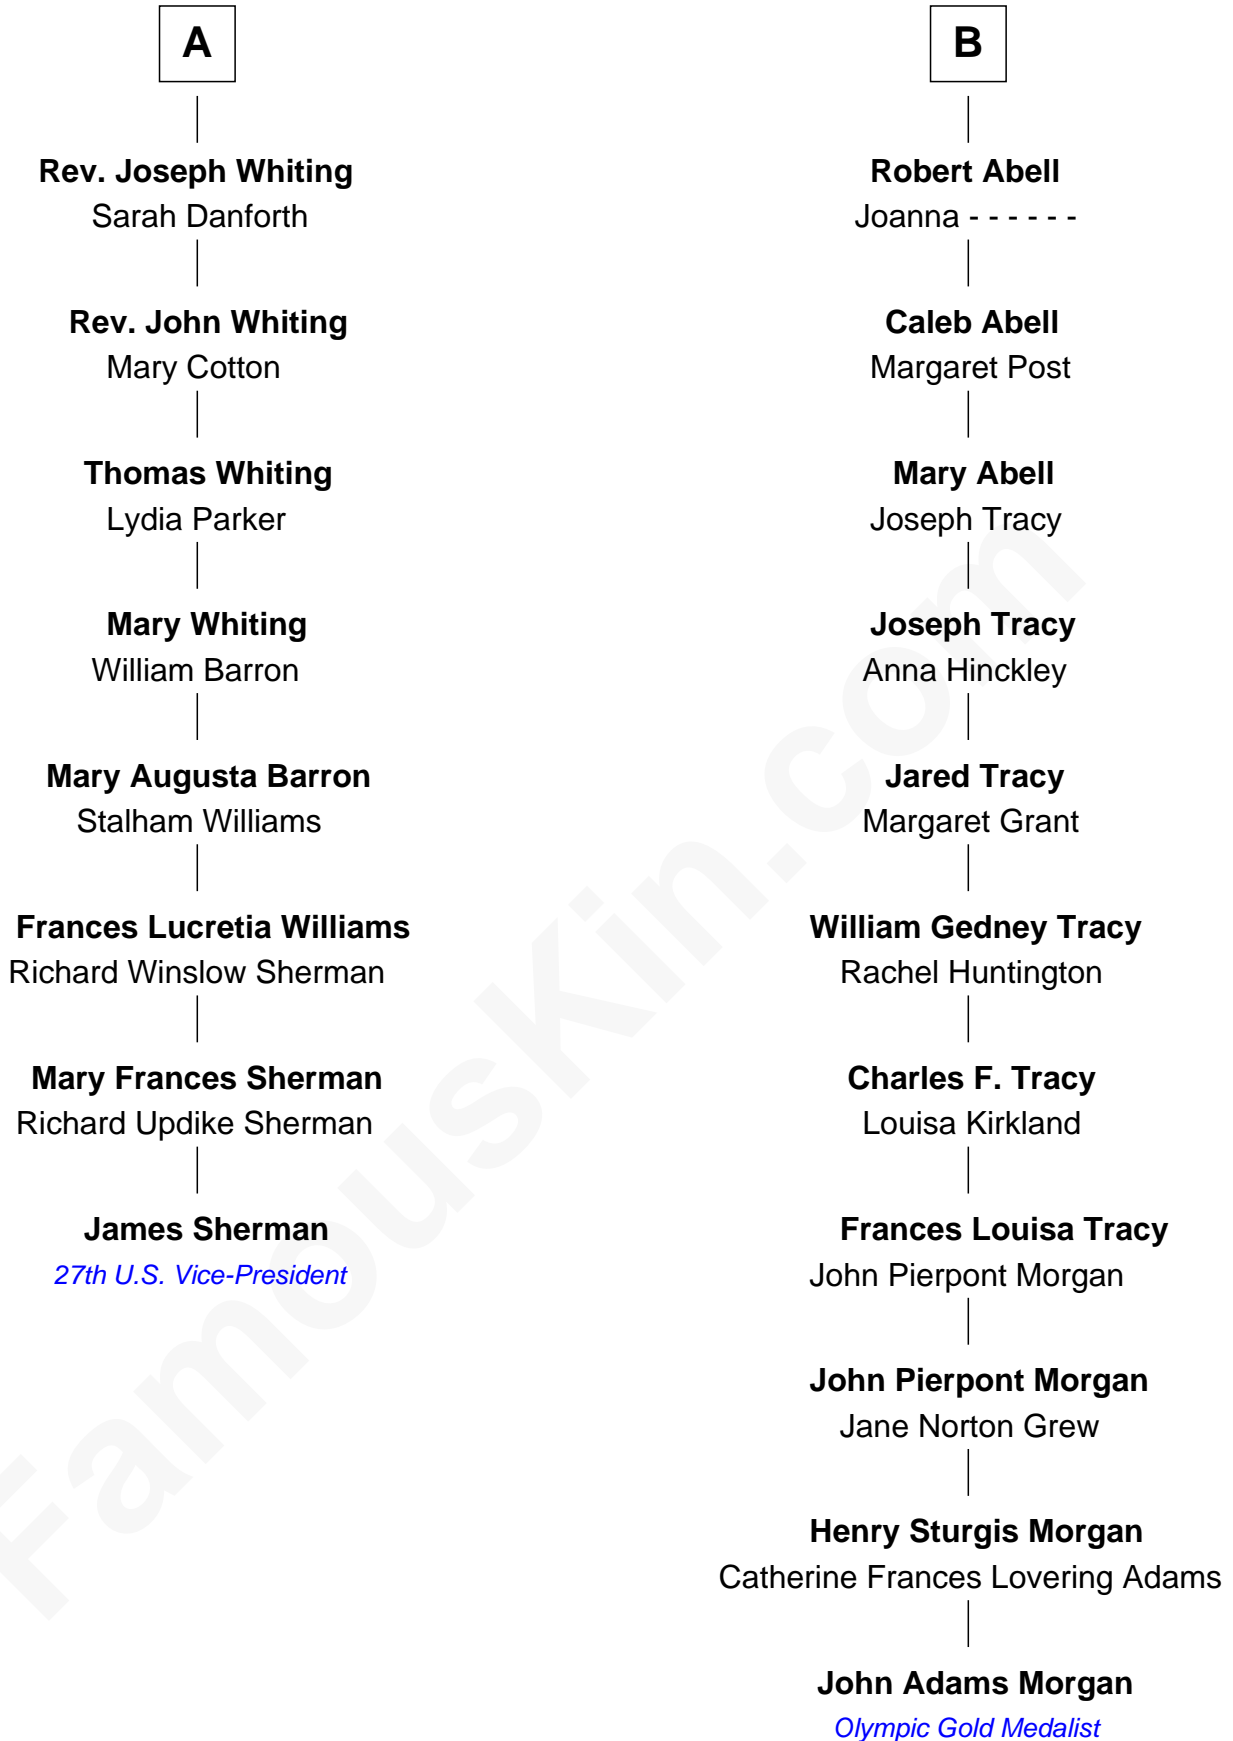 A
Rev. Joseph Whiting
Sarah Danforth
Rev. John Whiting
Mary Cotton
Thomas Whiting
Lydia Parker
Mary Whiting
William Barron
Mary Augusta Barron
Stalham Williams
Frances Lucretia Williams
Richard Winslow Sherman
Mary Frances Sherman
Richard Updike Sherman
James Sherman
27th U.S. Vice-President
B
Robert Abell
Joanna - - - - - -
Caleb Abell
Margaret Post
Mary Abell
Joseph Tracy
Joseph Tracy
Anna Hinckley
Jared Tracy
Margaret Grant
William Gedney Tracy
Rachel Huntington
Charles F. Tracy
Louisa Kirkland
Frances Louisa Tracy
John Pierpont Morgan
John Pierpont Morgan
Jane Norton Grew
Henry Sturgis Morgan
Catherine Frances Lovering Adams
John Adams Morgan
Olympic Gold Medalist
FamousKin.com